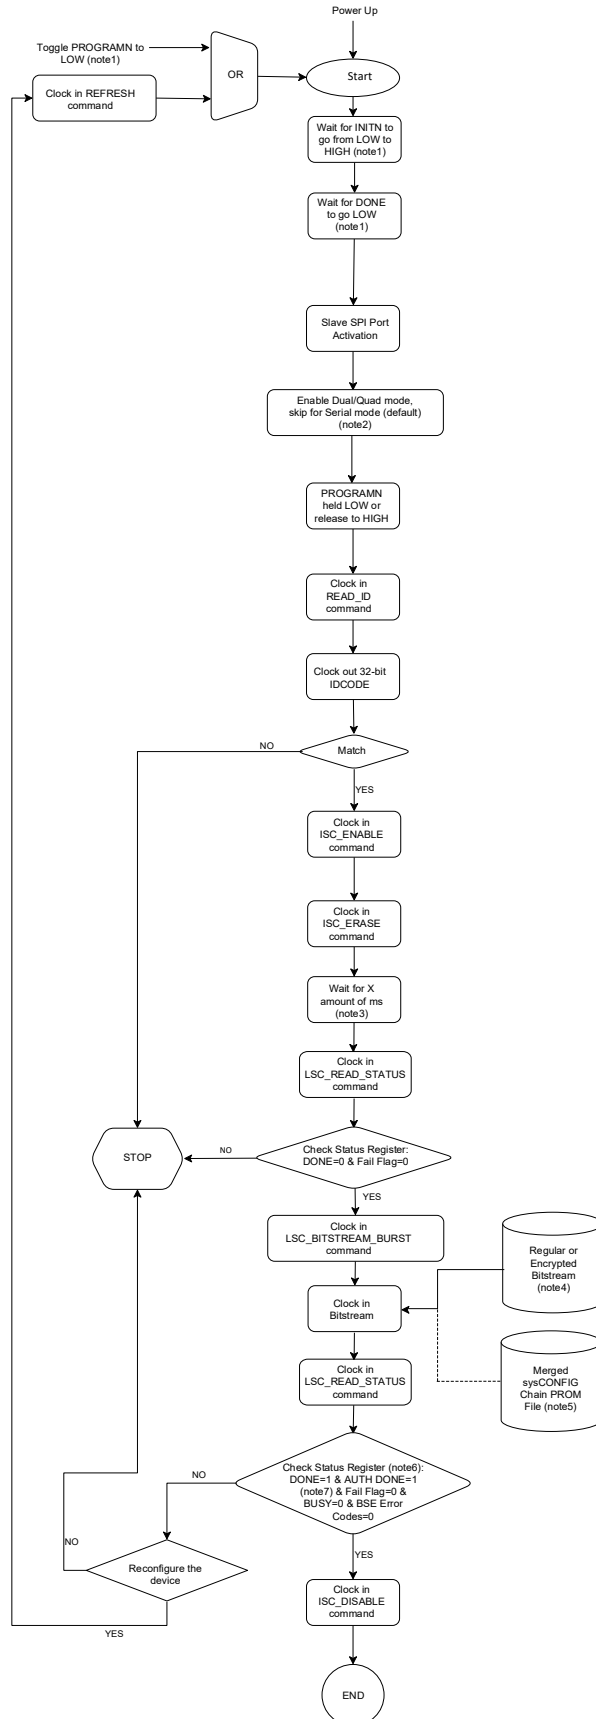 Power Up
Toggle PROGRAMN to
LOW (note1)
OR
Start
Clock in REFRESH
command
Wait for INITN to
go from LOW to
HIGH (note1)
Wait for DONE
to go LOW
(note1)
Slave SPI Port
Activation
Enable Dual/Quad mode,
skip for Serial mode (default)
(note2)
PROGRAMN
held LOW or
release to HIGH
Clock in
READ_ID
command
Clock out 32-bit
IDCODE
NO
Match
YES
Clock in
ISC_ENABLE
command
Clock in
ISC_ERASE
command
Wait for X
amount of ms
(note3)
Clock in
LSC_READ_STATUS
command
STOP
NO
Check Status Register:
DONE=0 & Fail Flag=0
YES
Clock in
LSC_BITSTREAM_BURST
command
Regular or
Encrypted
Bitstream
(note4)
Clock in
Bitstream
Clock in
LSC_READ_STATUS
command
Merged
sysCONFIG
Chain PROM
File (note5)
NO
Check Status Register (note6):
DONE=1 & AUTH DONE=1
(note7) & Fail Flag=0 &
BUSY=0 & BSE Error
Codes=0
NO
YES
Reconfigure the
device
Clock in
ISC_DISABLE
command
YES
END